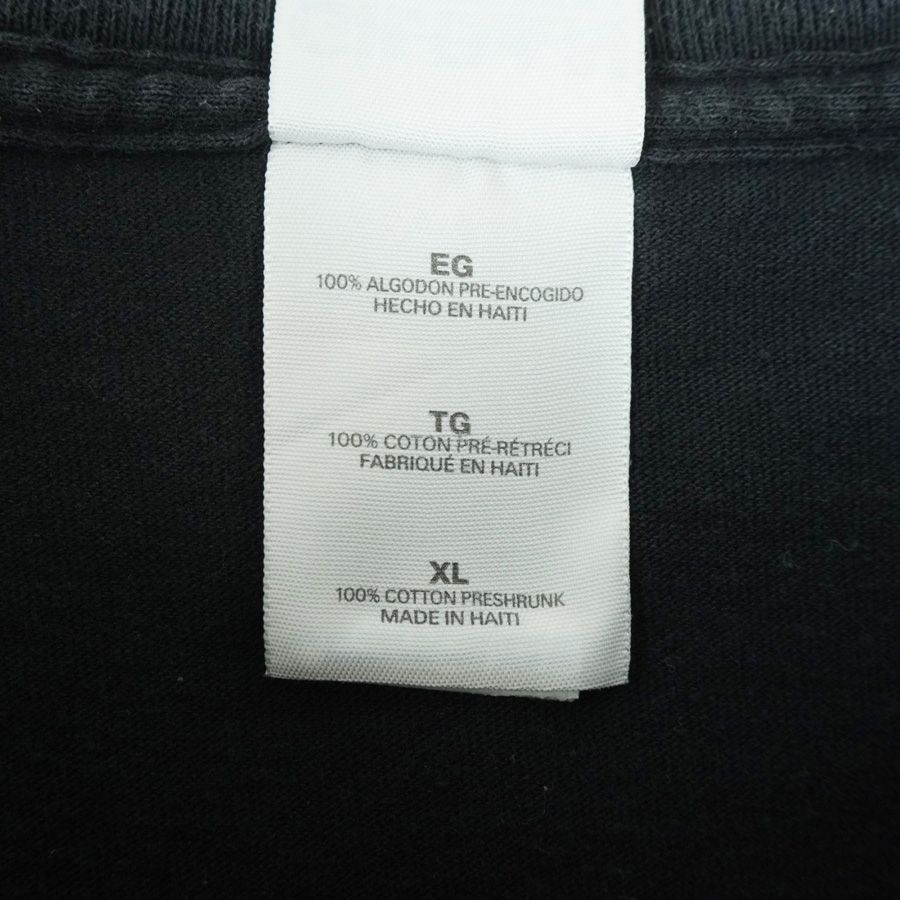 EG
100% ALGODON PRE-ENCOGIDO
HECHO EN HAITI
TG
100% COTON PRÉ-RÉTRÉCI
FABRIQUÉ EN HAITI
XL
100% COTTON PRESHRUNK
MADE IN HAITI